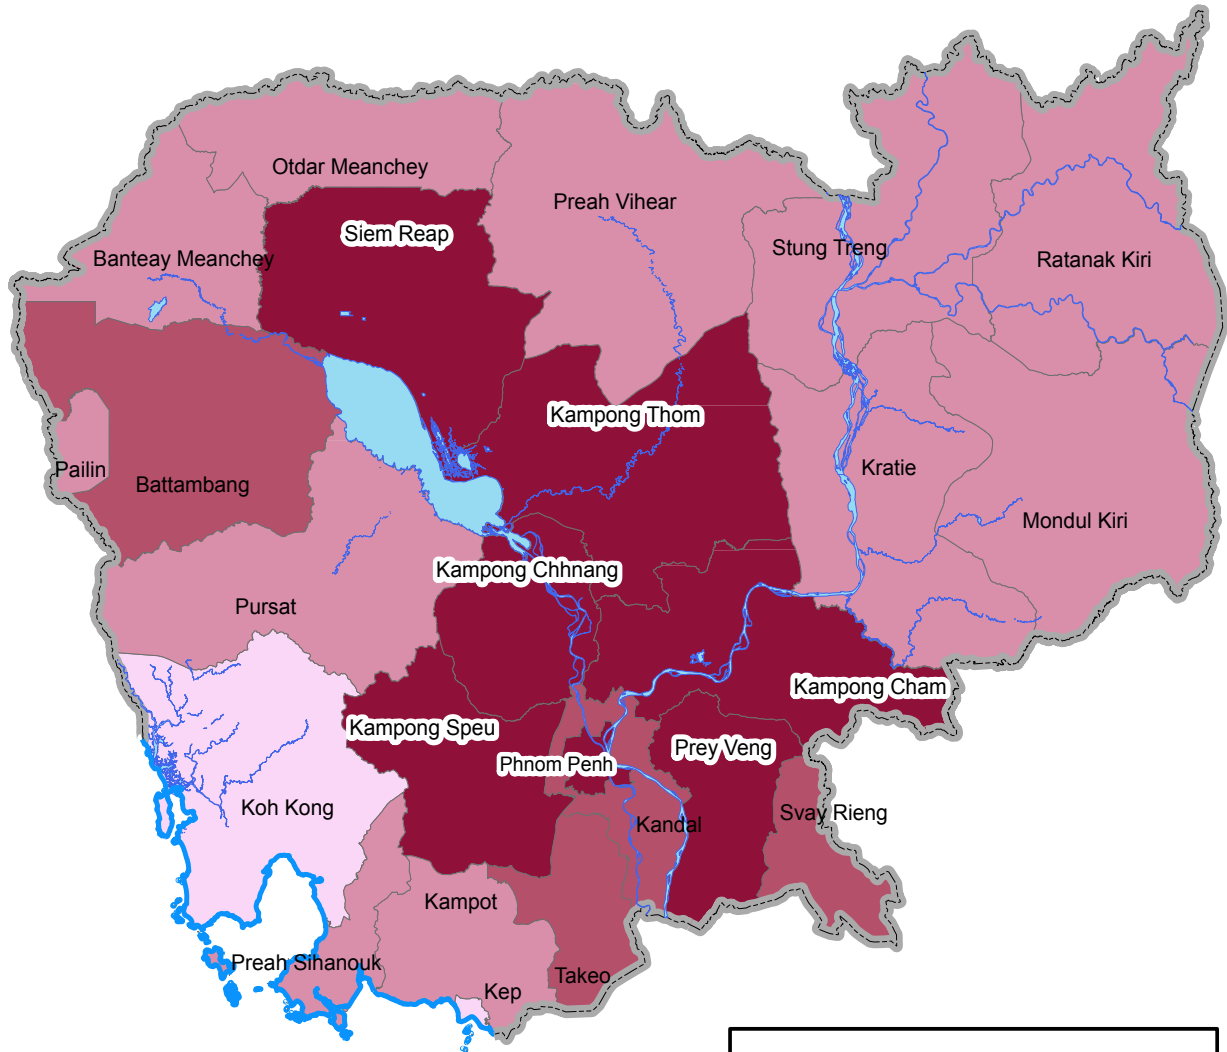 Otdar Meanchey
Preah Vihear
Siem Reap
Stung Treng
Banteay Meanchey
Ratanak Kiri
Kampong Thom
Pailin
Kratie
Battambang
Mondul Kiri
Kampong Chhnang
Pursat
Kampong Cham
Kampong Speu
Prey Veng
Phnom Penh
Koh Kong
Svay Rieng
Kandal
Kampot
Preah Sihanouk
Takeo
Kep